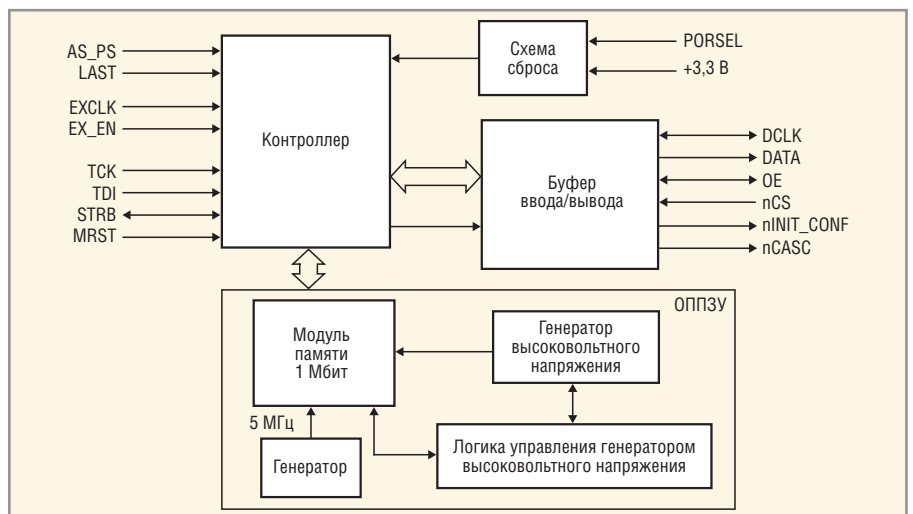 AS_PS
LAST
EXCLK
EX_EN
TCK
TDI
STRB
MRST
Контроллер
Схема
сброса
PORSEL
+3,3 В
Буфер
ввода/вывода
DCLK
DATA
OE
nCS
nINIT_CONF
nCASC
ОППЗУ
Модуль
памяти
1 Мбит
Генератор
высоковольтного
напряжения
5 МГц
Генератор
Логика управления генератором
высоковольтного напряжения